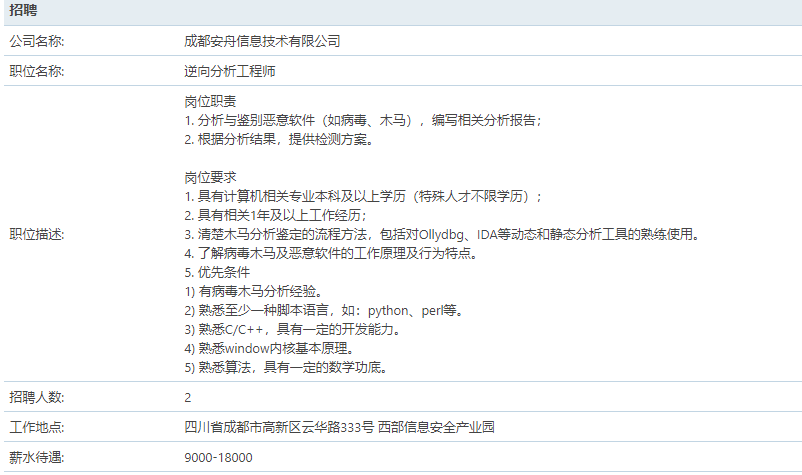 招聘
公司名称: 成都安舟信息技术有限公司
职位名称: 逆向分析工程师
岗位职责
1. 分析与鉴别恶意软件（如病毒、木马），编写相关分析报告；
2. 根据分析结果，提供检测方案。
岗位要求
1. 具有计算机相关专业本科及以上学历（特殊人才不限学历）；
2. 具有相关1年及以上工作经历；
职位描述: 3. 清楚木马分析鉴定的流程方法，包括对Ollydbg、IDA等动态和静态分析工具的熟练使用。
4. 了解病毒木马及恶意软件的工作原理及行为特点。
5. 优先条件
1) 有病毒木马分析经验。
2) 熟悉至少一种脚本语言，如：python、perl等。
3) 熟悉C/C++，具有一定的开发能力。
4) 熟悉window内核基本原理。
5) 熟悉算法，具有一定的数学功底。
招聘人数: 2
工作地点: 四川省成都市高新区云华路333号 西部信息安全产业园
薪水待遇: 9000-18000